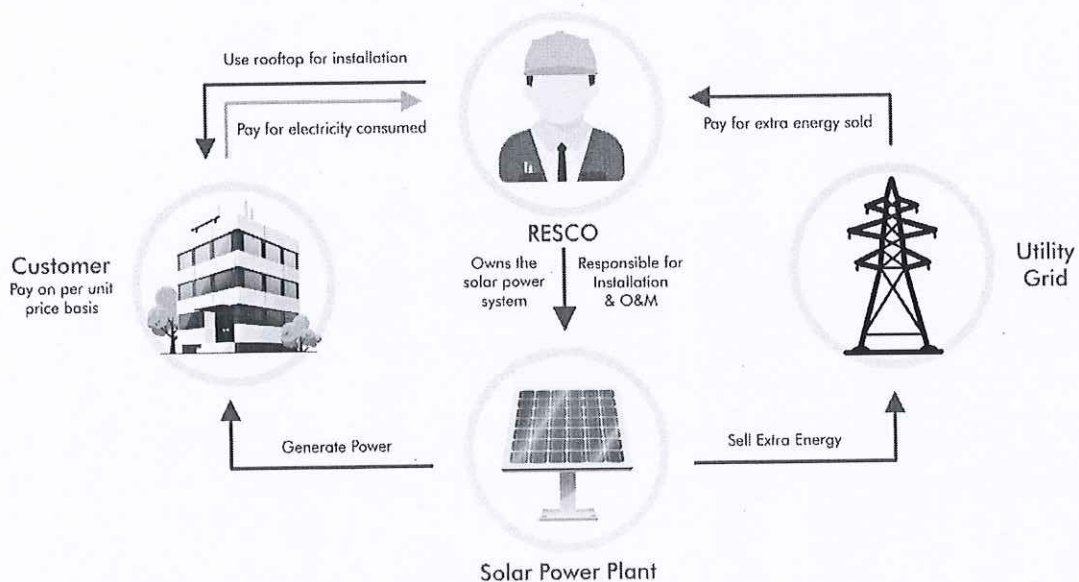 Use rooftop for installation
Pay for electricity consumed
Pay for extra energy sold
RESCO
Owns the
solar power
system
Responsible for
Installation
& O&M
Customer
Pay on per unit
price basis
Utility
Grid
Generate Power
Sell Extra Energy
Solar Power Plant